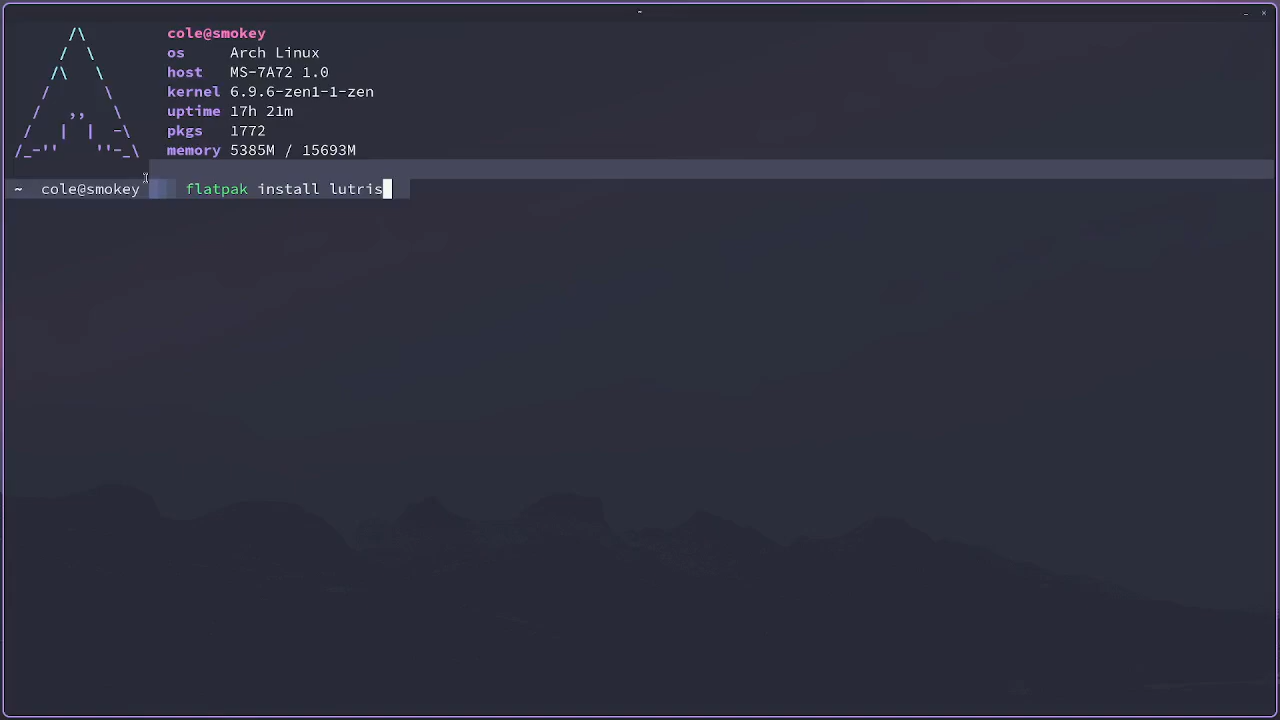 ~
cole@smokey
os Arch Linux
host MS-7A72 1.0
kernel 6.9.6-zen1-1-zen
uptime 17h 21m
pkgs 1772
memory 5385M / 15693M
~ cole@smokey flatpak install lutris